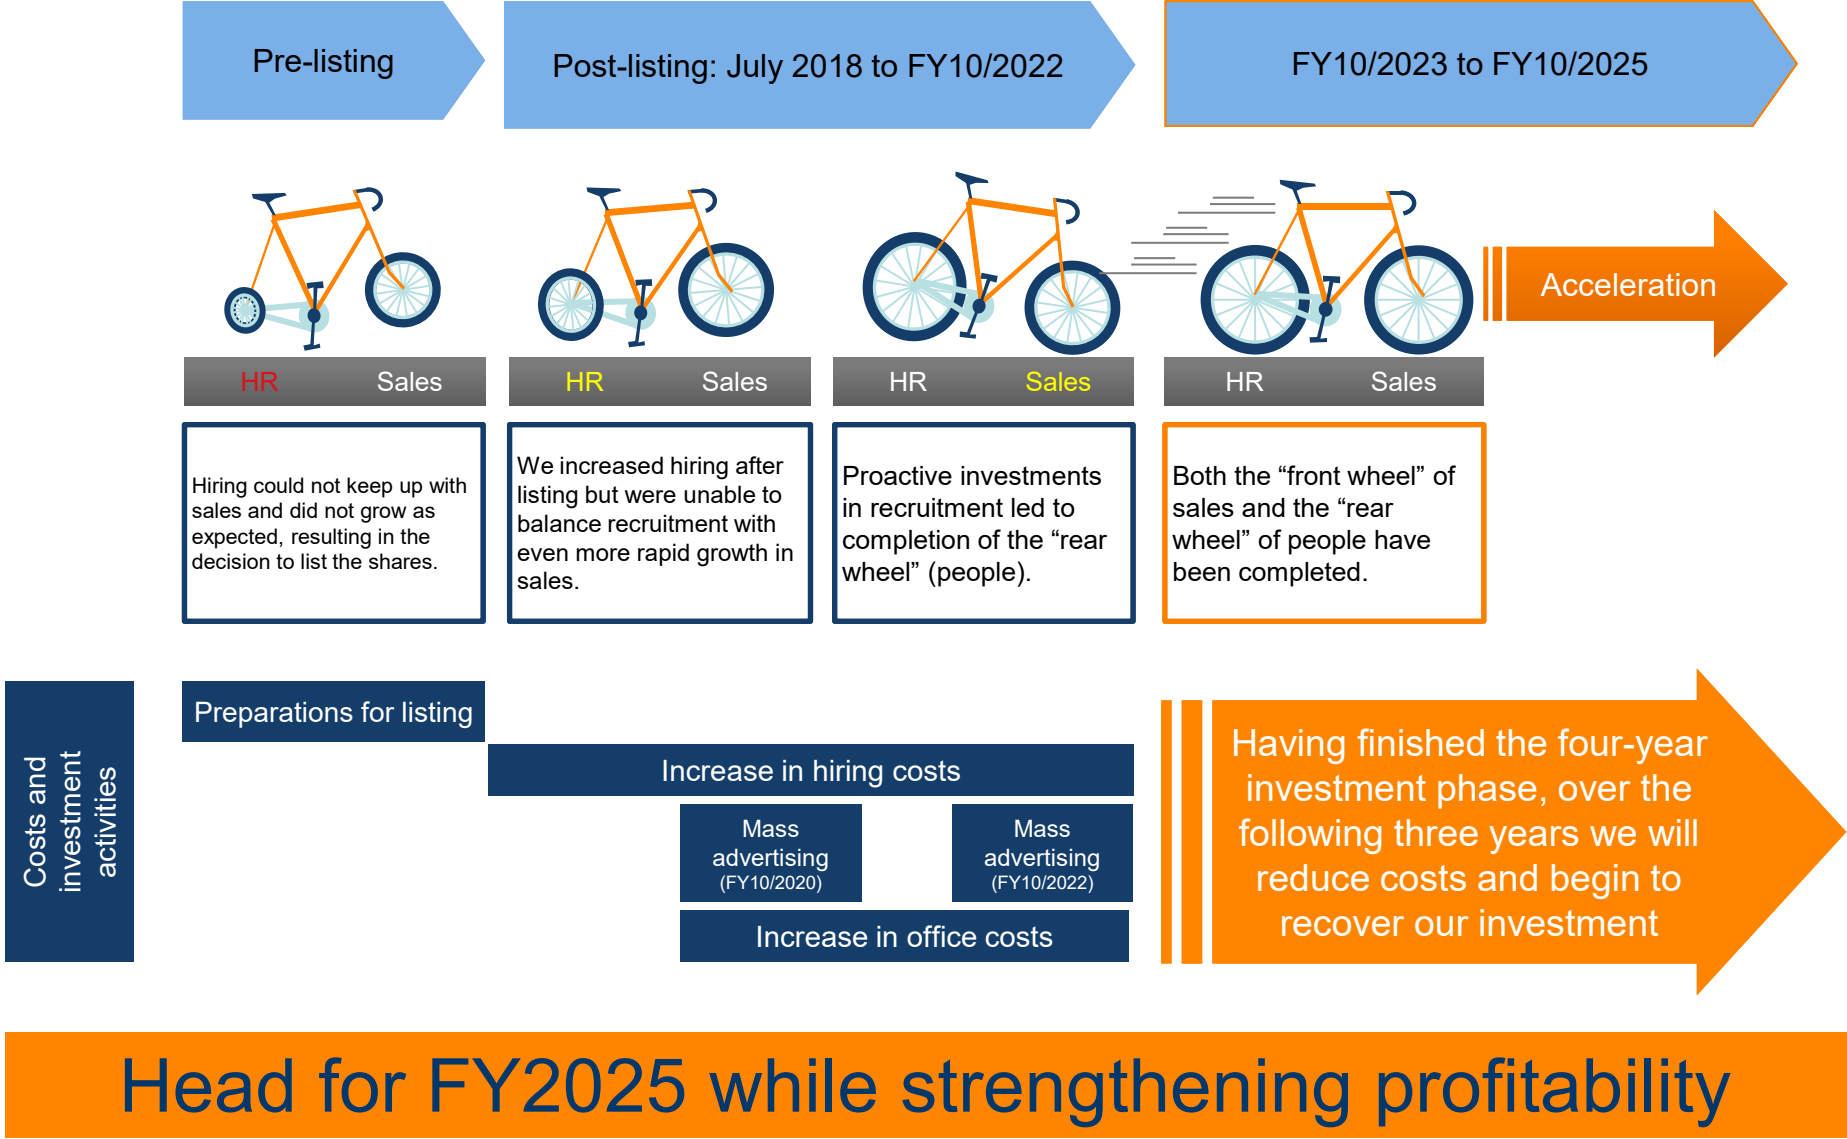 Pre-listing
Post-listing: July 2018 to FY10/2022
FY10/2023 to FY10/2025
Acceleration
HR Sales
HR Sales
HR Sales
HR Sales
Hiring could not keep up with
sales and did not grow as
expected, resulting in the
decision to list the shares.
We increased hiring after
listing but were unable to
balance recruitment with
even more rapid growth in
sales.
Proactive investments
in recruitment led to
completion of the “rear
wheel” (people).
Both the “front wheel” of
sales and the “rear
wheel” of people have
been completed.
Costs and
investment
activities
Preparations for listing
Increase in hiring costs
Mass
advertising
(FY10/2020)
Mass
advertising
(FY10/2022)
Increase in office costs
Having finished the four-year
investment phase, over the
following three years we will
reduce costs and begin to
recover our investment
Head for FY2025 while strengthening profitability